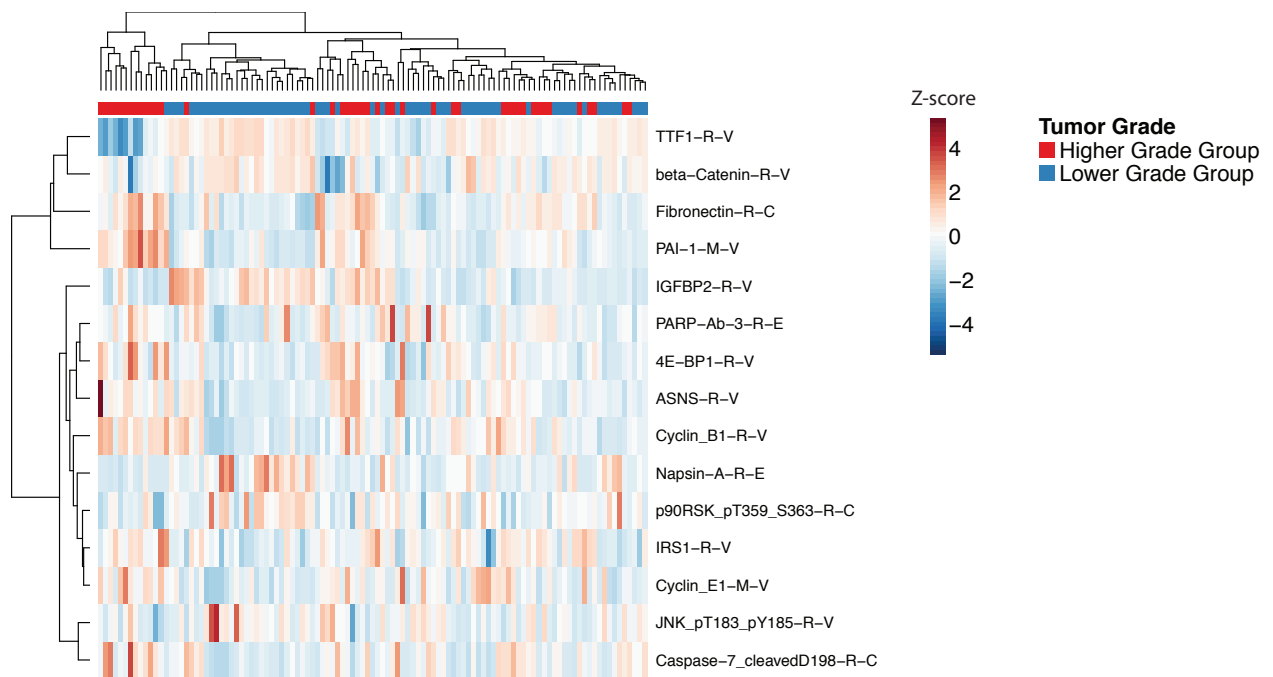 Z-score
4
2
0
−2
−4
Tumor Grade
Higher Grade Group
Lower Grade Group
TTF1−R−V
beta−Catenin−R−V
Fibronectin−R−C
PAI−1−M−V
IGFBP2−R−V
PARP−Ab−3−R−E
4E−BP1−R−V
ASNS−R−V
Cyclin_B1−R−V
Napsin−A−R−E
p90RSK_pT359_S363−R−C
IRS1−R−V
Cyclin_E1−M−V
JNK_pT183_pY185−R−V
Caspase−7_cleavedD198−R−C